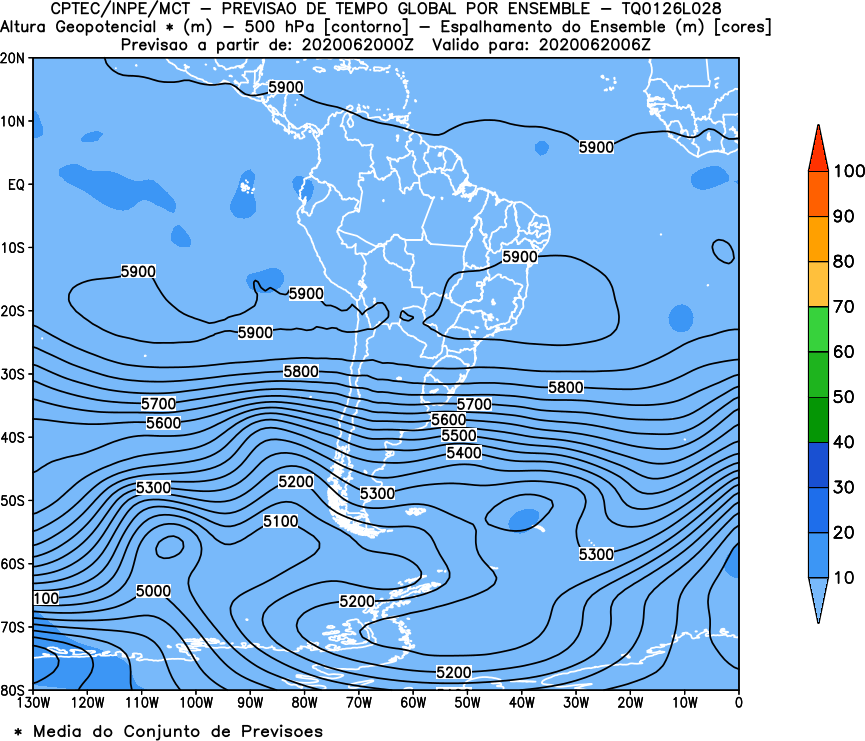 CPTEC/INPE/MCT – PREVISAO DE TEMPO GLOBAL POR ENSEMBLE – TQ0126L028
Altura Geopotencial * (m) – 500 hPa [contorno] – Espalhamento do Ensemble (m) [cores]
Previsao a partir de: 2020062000Z Valido para: 2020062006Z
20N
5900
10N
5900
100
EQ
90
10S
5900
80
5900
5900
20S
5900
70
30S
5800
5800
60
5700
5700
5600
5600
50
40S
5500
5400
40
5300
5200
5300
50S
30
5100
20
60S
5300
10
100
5000
5200
70S
5200
80S
130W 120W 110W 100W 90W 80W 70W 60W 50W 40W 30W 20W 10W 0
* Media do Conjunto de Previsoes